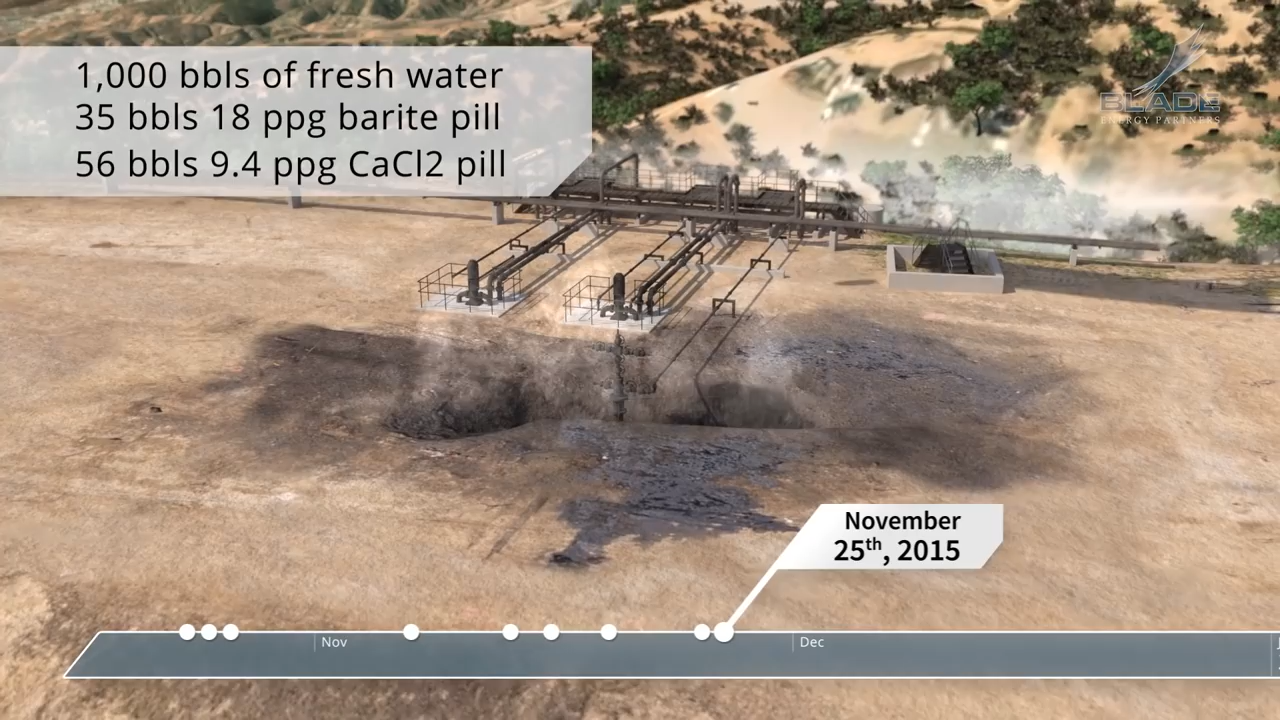 1,000 bbls of fresh water
35 bbls 18 ppg barite pill
56 bbls 9.4 ppg CaCl2 pill
BLADE
ENERGY PARTNERS
November
25th, 2015
Nov
Dec